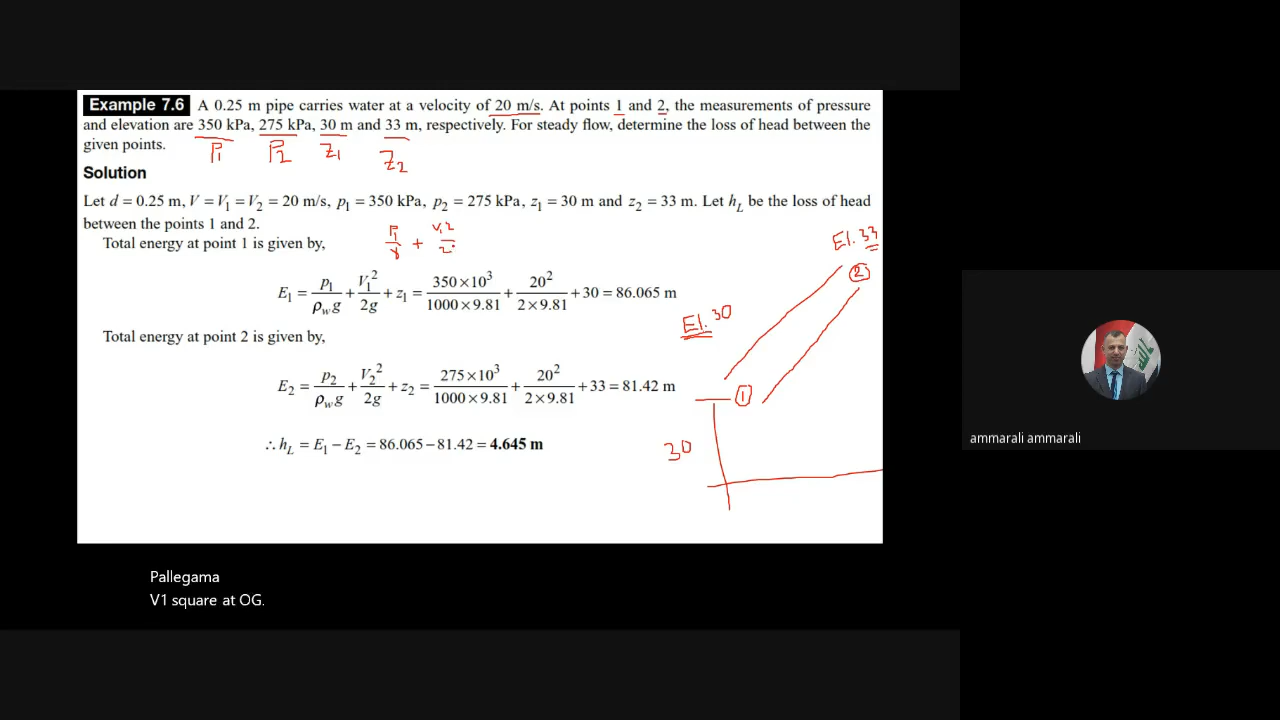 Example 7.6 A 0.25 m pipe carries water at a velocity of 20 m/s. At points 1 and 2, the measurements of pressure
and elevation are 350 kPa, 275 kPa, 30 m and 33 m, respectively. For steady flow, determine the loss of head between the
given points.
P1 P2 Z1 Z2
Solution
Let d = 0.25 m, V = V1 = V2 = 20 m/s, p1 = 350 kPa, p2 = 275 kPa, z1 = 30 m and z2 = 33 m. Let hL be the loss of head
between the points 1 and 2.
Total energy at point 1 is given by,
P1/γ + V1²/2
El. 33
2
E1 = p1/ρwg + V1²/2g + z1 = 350×10³/1000×9.81 + 20²/2×9.81 + 30 = 86.065 m
El. 30
Total energy at point 2 is given by,
E2 = p2/ρwg + V2²/2g + z2 = 275×10³/1000×9.81 + 20²/2×9.81 + 33 = 81.42 m
1
∴ hL = E1 − E2 = 86.065 − 81.42 = 4.645 m
30
ammarali ammarali
Pallegama
V1 square at OG.